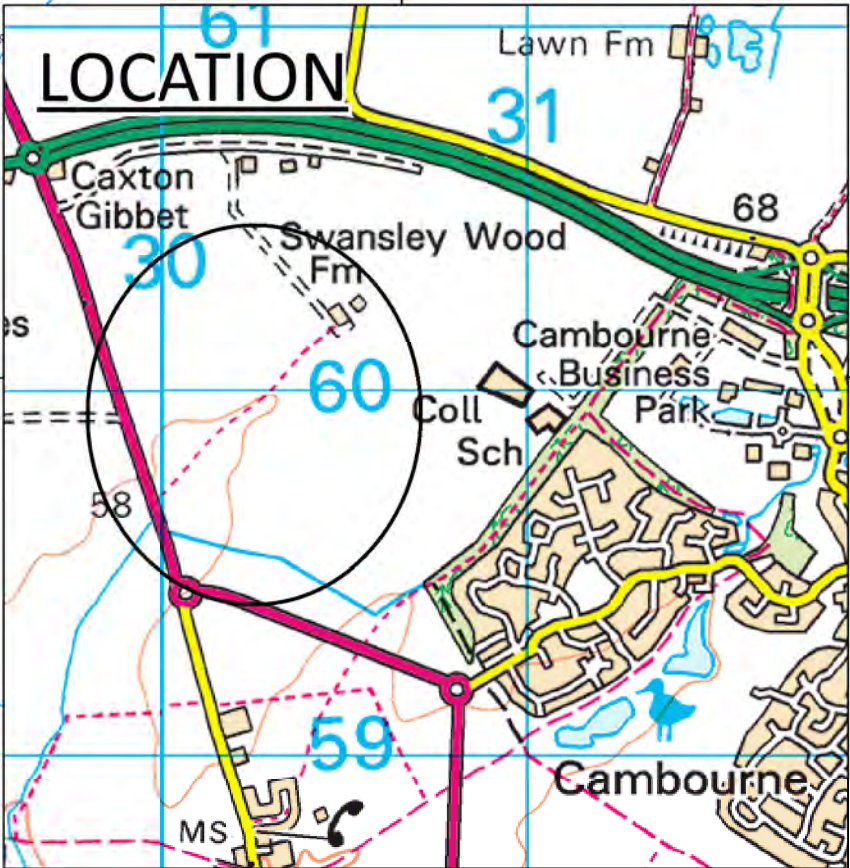 61
LOCATION
Lawn Fm
31
Caxton
Gibbet
68
30
Swansley Wood
Fm
es
Cambourne
Business
Park
60
Coll
Sch
58
59
Cambourne
MS